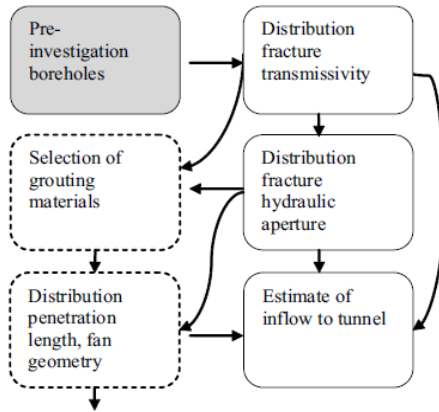 Pre-
investigation
boreholes
Distribution
fracture
transmissivity
Selection of
grouting
materials
Distribution
fracture
hydraulic
aperture
Distribution
penetration
length, fan
geometry
Estimate of
inflow to tunnel